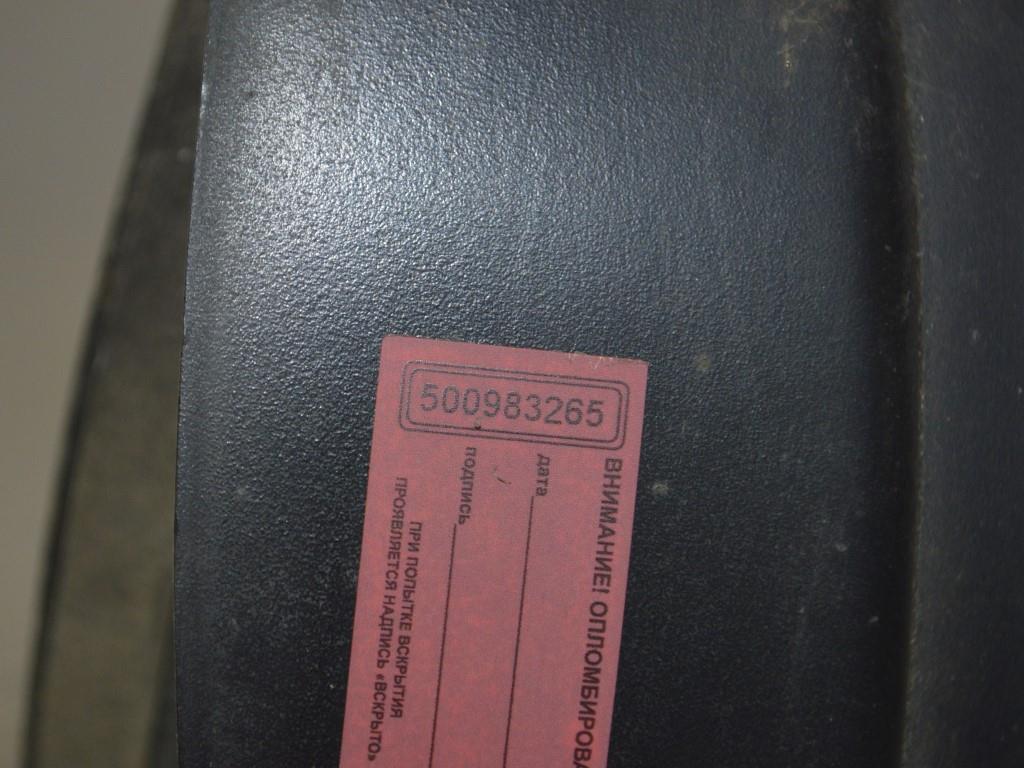 500983265
ВНИМАНИЕ! ОПЛОМБИРОВА
дата
подпись
ПРИ ПОПЫТКЕ ВСКРЫТИЯ
ПРОЯВЛЯЕТСЯ НАДПИСЬ «ВСКРЫТО»